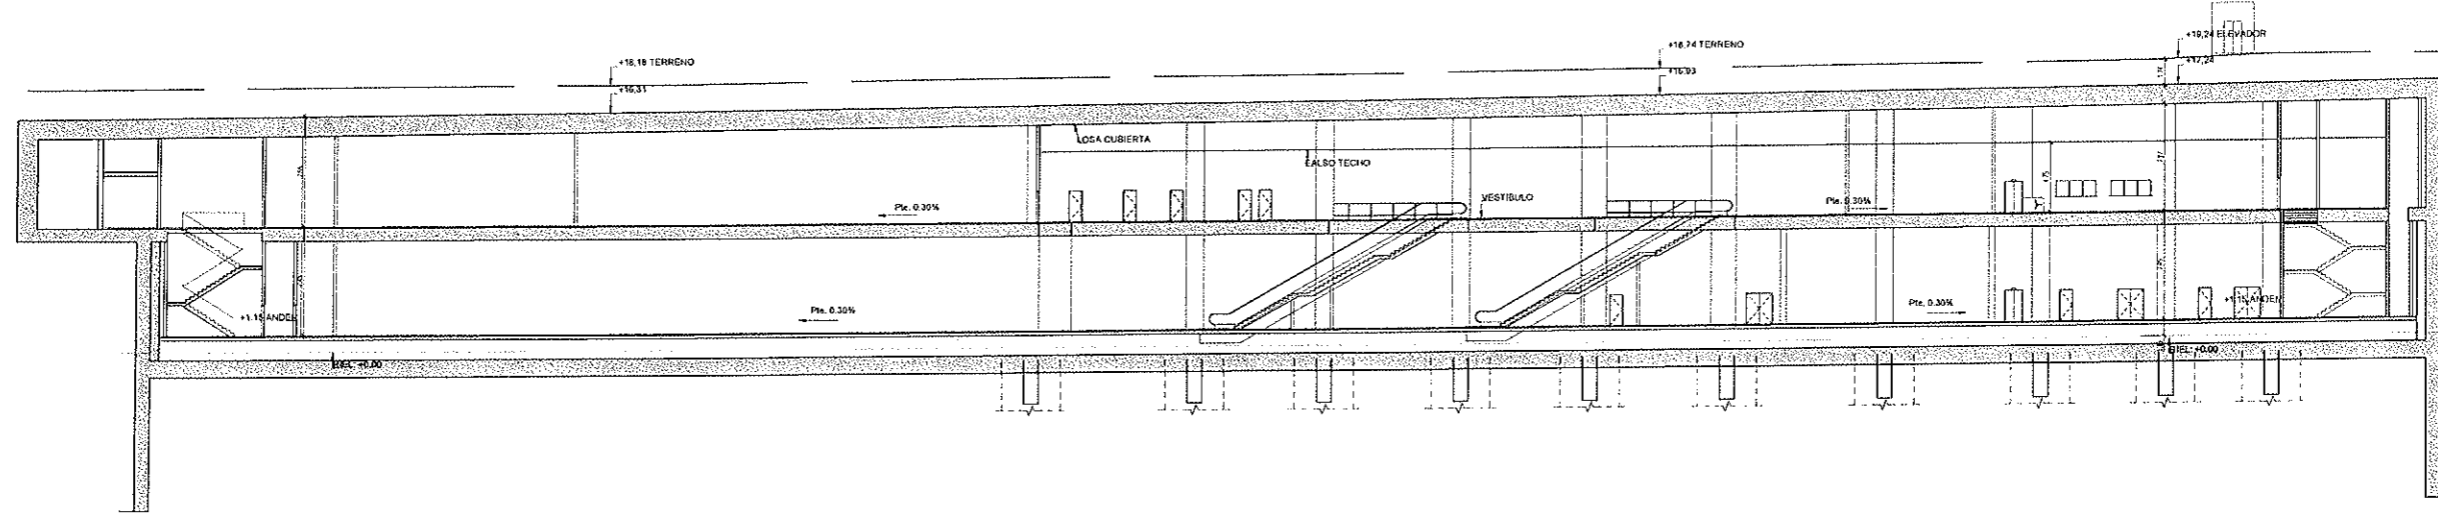 +18,18 TERRENO
+16,31
+18,74 TERRENO
+16,93
+19,24 ELEVADOR
+17,24
LOSA CUBIERTA
FALSO TECHO
VESTIBULO
Pte. 0.30%
Pte. 0.30%
Pte. 0.30%
Pte. 0.30%
+1.15 ANDEN
+1.15 ANDEN
RIEL: +0.00
RIEL: +0.00